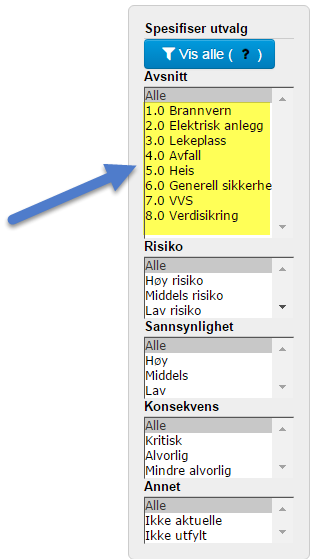 Spesifiser utvalg
Vis alle ( ? )
Avsnitt
Alle
1.0 Brannvern
2.0 Elektrisk anlegg
3.0 Lekeplass
4.0 Avfall
5.0 Heis
6.0 Generell sikkerhe
7.0 VVS
8.0 Verdisikring
Risiko
Alle
Høy risiko
Middels risiko
Lav risiko
Sannsynlighet
Alle
Høy
Middels
Lav
Konsekvens
Alle
Kritisk
Alvorlig
Mindre alvorlig
Annet
Alle
Ikke aktuelle
Ikke utfylt